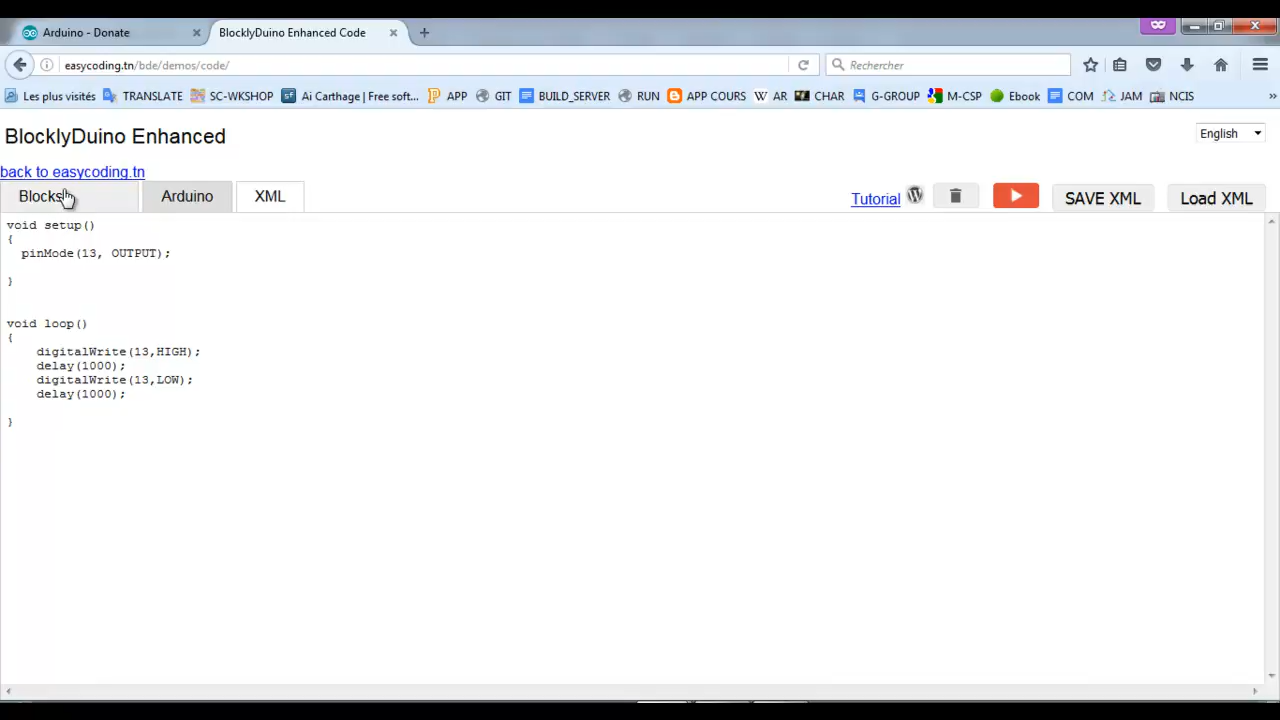 Arduino - Donate
BlocklyDuino Enhanced Code
easycoding.tn/bde/demos/code/
Rechercher
Les plus visités TRANSLATE SC-WKSHOP Ai Carthage | Free soft... APP GIT BUILD_SERVER RUN APP COURS AR CHAR G-GROUP M-CSP Ebook COM JAM NCIS
BlocklyDuino Enhanced
English
back to easycoding.tn
Blocks Arduino XML Tutorial SAVE XML Load XML
void setup()
{
pinMode(13, OUTPUT);
}
void loop()
{
digitalWrite(13,HIGH);
delay(1000);
digitalWrite(13,LOW);
delay(1000);
}